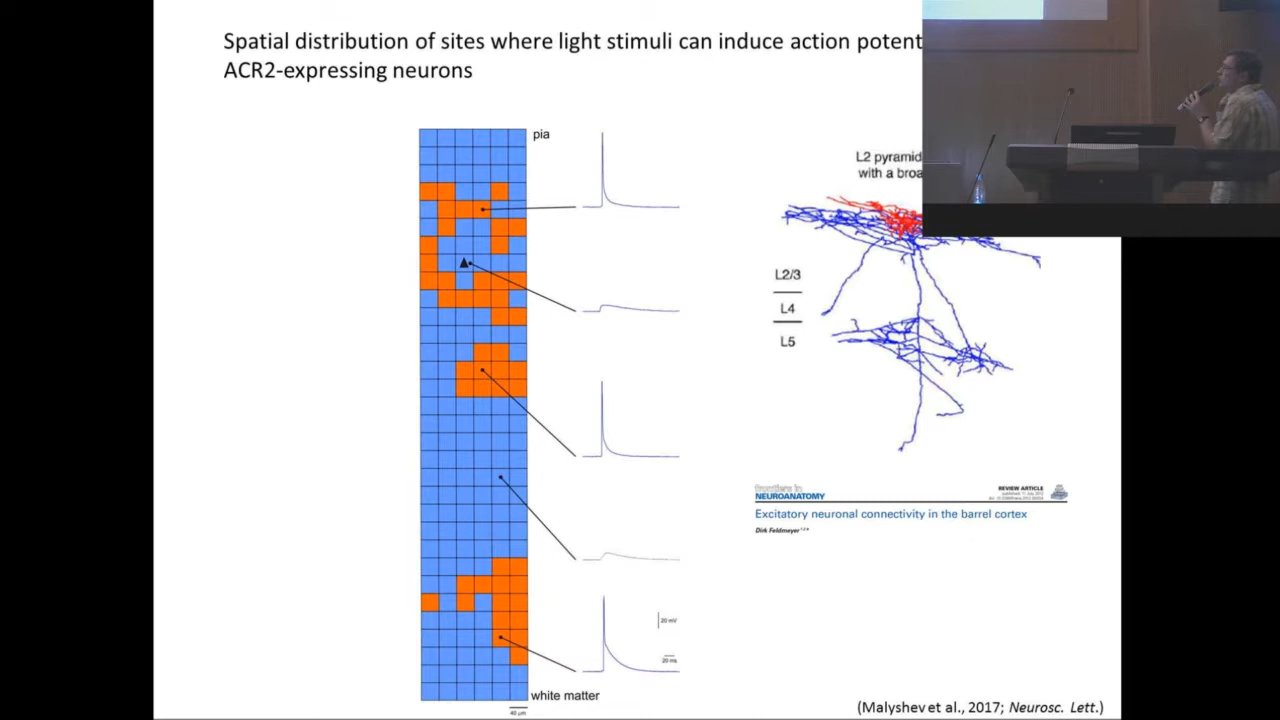 Spatial distribution of sites where light stimuli can induce action potent
ACR2-expressing neurons
pia
L2 pyramid
with a broa
L2/3
L4
L5
frontiers in
NEUROANATOMY
REVIEW ARTICLE
Excitatory neuronal connectivity in the barrel cortex
Dirk Feldmeyer
20 mV
20 ms
white matter
40 µm
(Malyshev et al., 2017; Neurosc. Lett.)